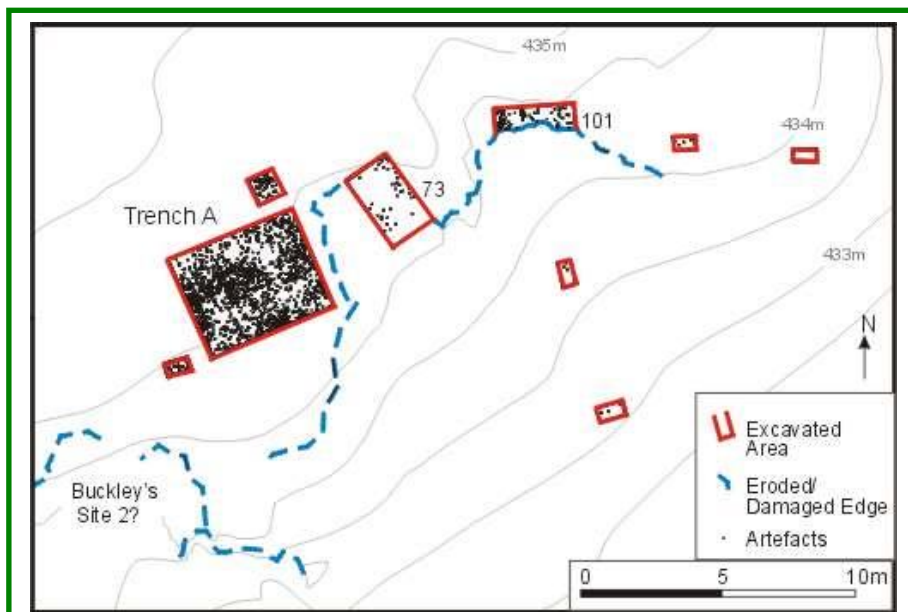 435m
101
434m
73
Trench A
433m
N
Buckley's
Site 2?
Excavated
Area
Eroded/
Damaged Edge
Artefacts
0 5 10m